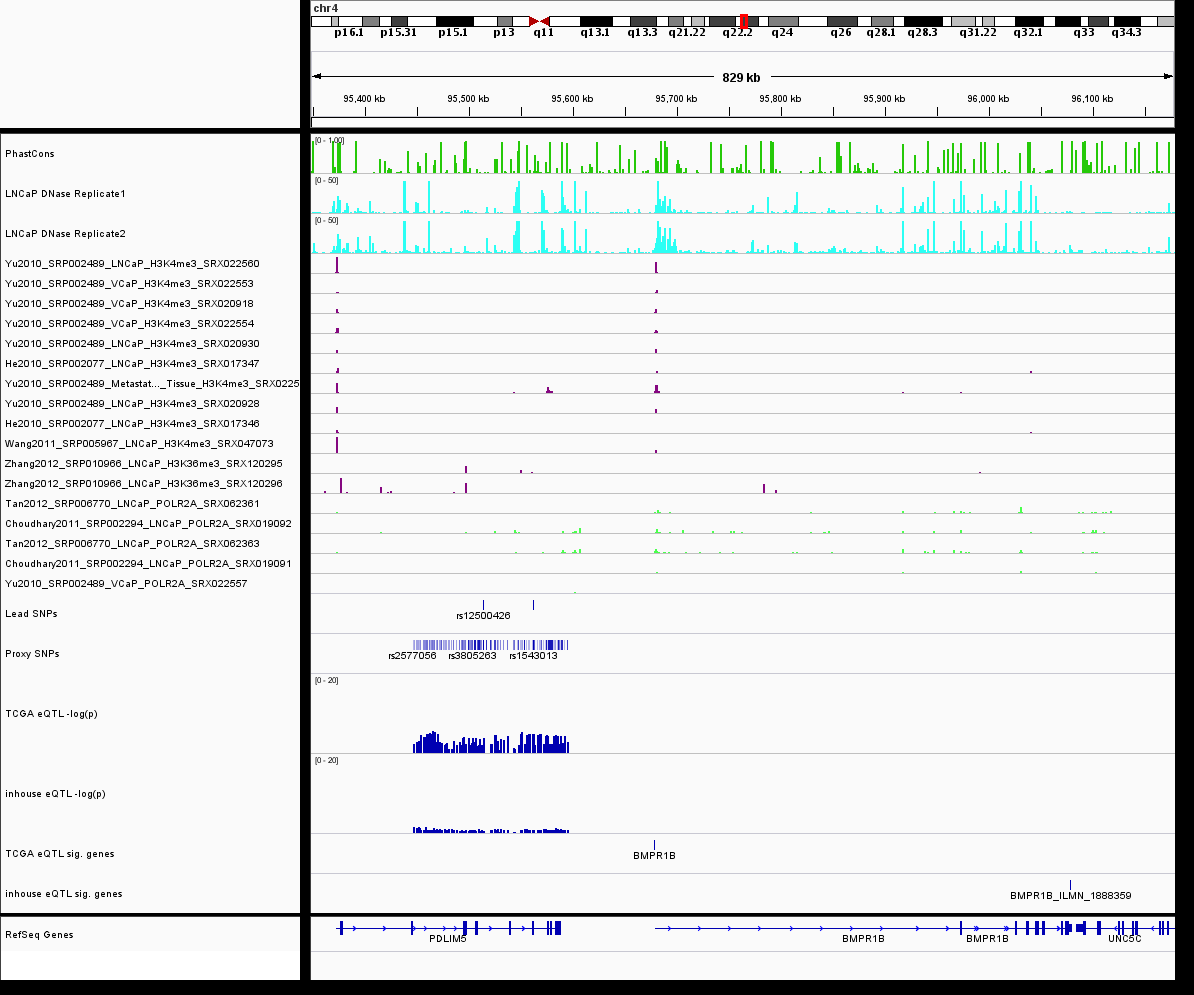 chr4
p16.1 p15.31 p15.1 p13 q11 q13.1 q13.3 q21.22 q22.2 q24 q26 q28.1 q28.3 q31.22 q32.1 q33 q34.3
829 kb
95,400 kb 95,500 kb 95,600 kb 95,700 kb 95,800 kb 95,900 kb 96,000 kb 96,100 kb
PhastCons [0 - 1.00]
LNCaP DNase Replicate1 [0 - 50]
LNCaP DNase Replicate2 [0 - 50]
Yu2010_SRP002489_LNCaP_H3K4me3_SRX022560
Yu2010_SRP002489_VCaP_H3K4me3_SRX022553
Yu2010_SRP002489_VCaP_H3K4me3_SRX020918
Yu2010_SRP002489_VCaP_H3K4me3_SRX022554
Yu2010_SRP002489_LNCaP_H3K4me3_SRX020930
He2010_SRP002077_LNCaP_H3K4me3_SRX017347
Yu2010_SRP002489_Metastat..._Tissue_H3K4me3_SRX0225
Yu2010_SRP002489_LNCaP_H3K4me3_SRX020928
He2010_SRP002077_LNCaP_H3K4me3_SRX017346
Wang2011_SRP005967_LNCaP_H3K4me3_SRX047073
Zhang2012_SRP010966_LNCaP_H3K36me3_SRX120295
Zhang2012_SRP010966_LNCaP_H3K36me3_SRX120296
Tan2012_SRP006770_LNCaP_POLR2A_SRX062361
Choudhary2011_SRP002294_LNCaP_POLR2A_SRX019092
Tan2012_SRP006770_LNCaP_POLR2A_SRX062363
Choudhary2011_SRP002294_LNCaP_POLR2A_SRX019091
Yu2010_SRP002489_VCaP_POLR2A_SRX022557
Lead SNPs rs12500426
Proxy SNPs rs2577056 rs3805263 rs1543013
[0 - 20]
TCGA eQTL -log(p)
[0 - 20]
inhouse eQTL -log(p)
TCGA eQTL sig. genes BMPR1B
inhouse eQTL sig. genes BMPR1B_ILMN_1888359
RefSeq Genes PDLIM5 BMPR1B BMPR1B UNC5C